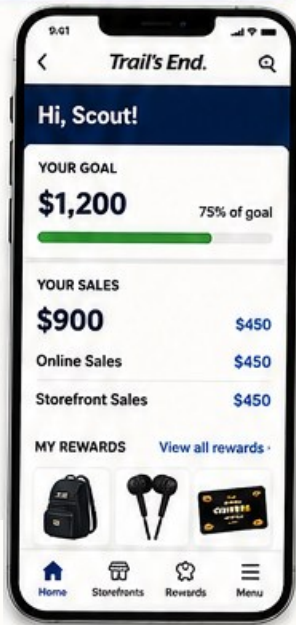 9:41
Trail's End.
Hi, Scout!
YOUR GOAL
$1,200 75% of goal
YOUR SALES
$900 $450
Online Sales $450
Storefront Sales $450
MY REWARDS View all rewards ›
Home Storefronts Rewards Menu